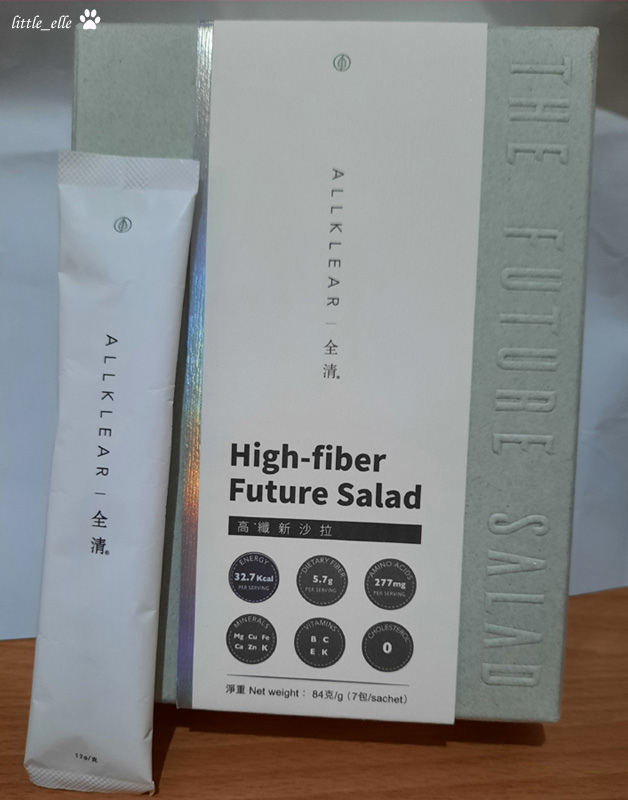 little_elle
ALLKLEAR | 全清®
12g/包
ALLKLEAR | 全清®
High-fiber
Future Salad
高˙纖新沙拉
ENERGY
32.7Kcal
PER SERVING
DIETARY FIBER
5.7g
PER SERVING
AMINO ACIDS
277mg
PER SERVING
MINERALS
Mg Cu Fe
Ca Zn K
VITAMINS
B C
E K
CHOLESTEROL
0
淨重 Net weight: 84克/g (7包/sachet)
THE FUTURE SALAD